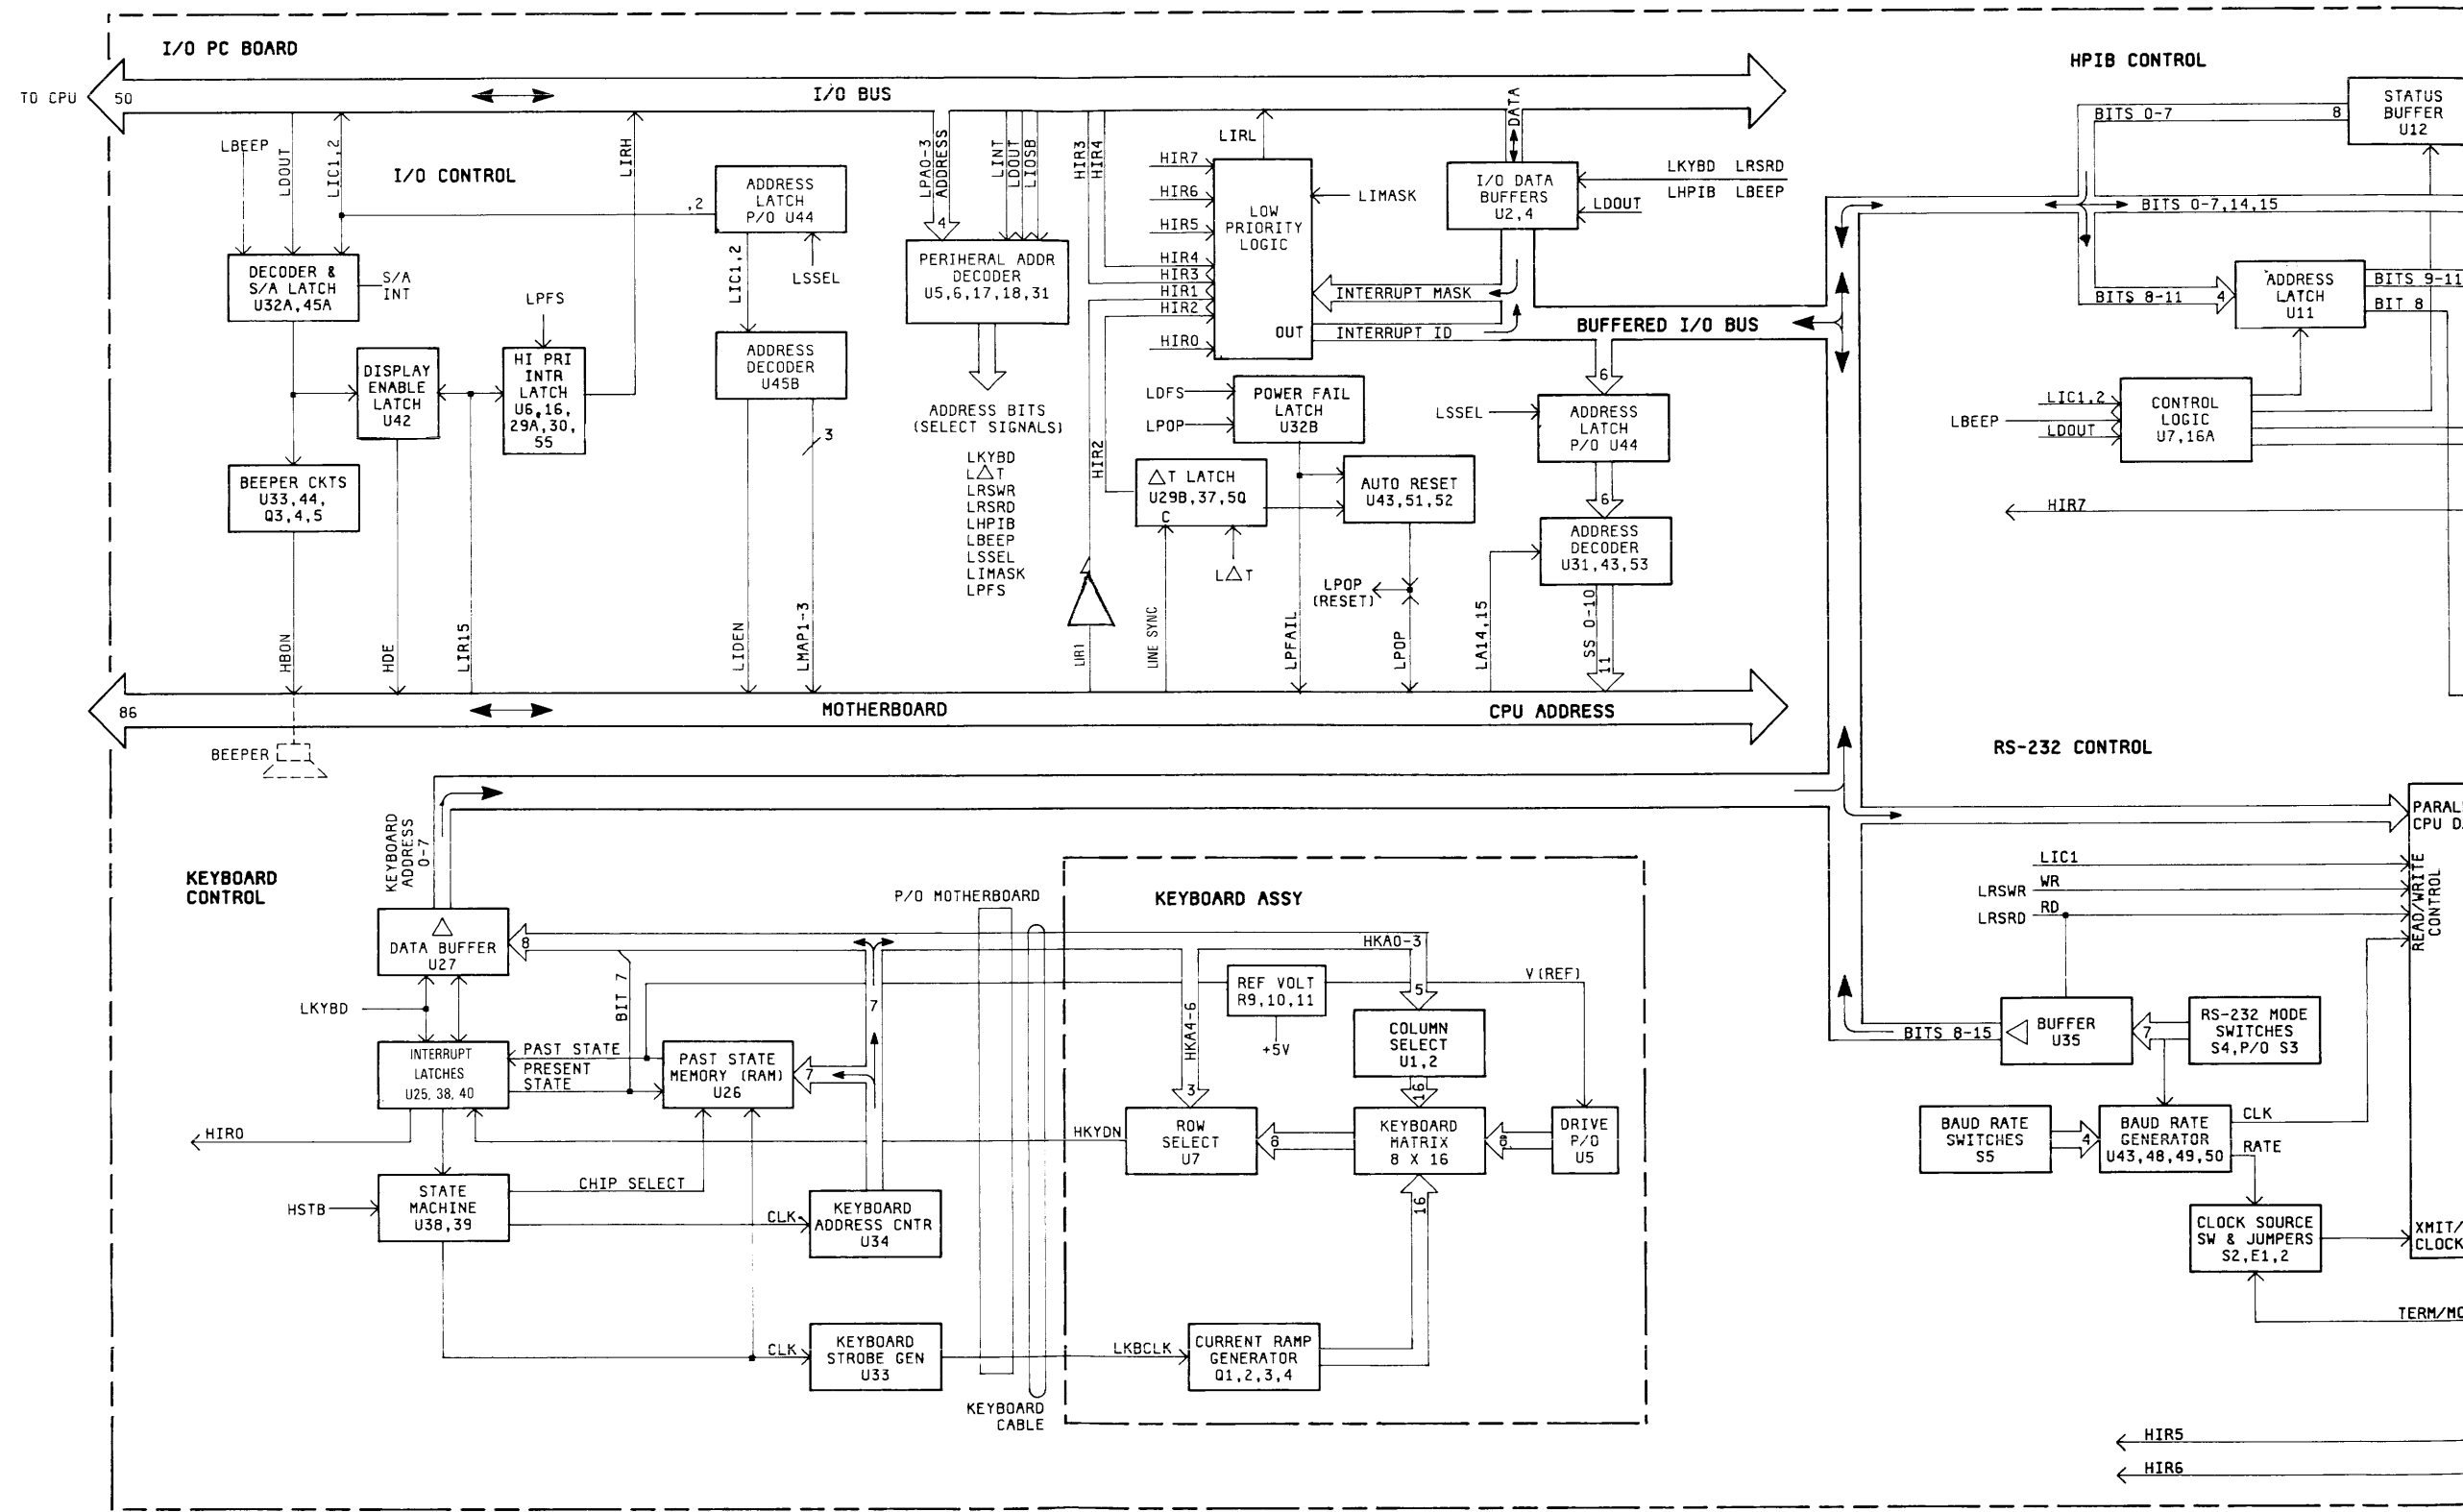 I/O PC BOARD
HPIB CONTROL
TO CPU
50
I/O BUS
DATA
STATUS
BUFFER
U12
BITS 0-7
8
LBEEP
LDOUT
LIC1,2
I/O CONTROL
LIRH
ADDRESS
LATCH
P/O U44
,2
LSSEL
LIC1,2
LPA0-3
ADDRESS
4
LINT
LDOUT
LIOSB
HIR3
HIR4
LIRL
HIR7
HIR6
HIR5
HIR4
HIR3
HIR1
HIR2
HIR0
LOW
PRIORITY
LOGIC
OUT
LIMASK
I/O DATA
BUFFERS
U2,4
LKYBD LRSRD
LHPIB LBEEP
LDOUT
BITS 0-7,14,15
DECODER &
S/A LATCH
U32A,45A
S/A
INT
PERIHERAL ADDR
DECODER
U5,6,17,18,31
INTERRUPT MASK
INTERRUPT ID
BUFFERED I/O BUS
BITS 8-11
4
ADDRESS
LATCH
U11
BITS 9-11
BIT 8
LPFS
DISPLAY
ENABLE
LATCH
U42
HI PRI
INTR
LATCH
U6,16,
29A,30,
55
ADDRESS
DECODER
U45B
3
ADDRESS BITS
(SELECT SIGNALS)
LKYBD
L△T
LRSWR
LRSRD
LHPIB
LBEEP
LSSEL
LIMASK
LPFS
HIR2
LDFS
LPOP
POWER FAIL
LATCH
U32B
6
LSSEL
ADDRESS
LATCH
P/O U44
LIC1,2
LBEEP
LDOUT
CONTROL
LOGIC
U7,16A
BEEPER CKTS
U33,44,
Q3,4,5
△T LATCH
U29B,37,50
C
L△T
AUTO RESET
U43,51,52
6
ADDRESS
DECODER
U31,43,53
HIR7
LPOP
(RESET)
HBON
HDE
LIR15
LIDEN
LMAP1-3
LIR1
LINE SYNC
LPFAIL
LPOP
LA14,15
SS 0-10
11
86
MOTHERBOARD
CPU ADDRESS
BEEPER
RS-232 CONTROL
KEYBOARD
ADDRESS
0-7
PARAL
CPU D
KEYBOARD
CONTROL
P/O MOTHERBOARD
KEYBOARD ASSY
LIC1
LRSWR
WR
LRSRD
RD
READ/WRITE
CONTROL
△
DATA BUFFER
U27
8
HKA0-3
V(REF)
REF VOLT
R9,10,11
+5V
5
LKYBD
BIT 7
7
HKA4-6
COLUMN
SELECT
U1,2
BITS 8-15
BUFFER
U35
7
RS-232 MODE
SWITCHES
S4,P/O S3
INTERRUPT
LATCHES
U25, 38, 40
PAST STATE
PRESENT
STATE
PAST STATE
MEMORY (RAM)
U26
7
3
16
HIR0
HKYDN
ROW
SELECT
U7
8
KEYBOARD
MATRIX
8 X 16
8
DRIVE
P/O
U5
BAUD RATE
SWITCHES
S5
4
BAUD RATE
GENERATOR
U43,48,49,50
CLK
RATE
HSTB
STATE
MACHINE
U38,39
CHIP SELECT
CLK
KEYBOARD
ADDRESS CNTR
U34
16
CLOCK SOURCE
SW & JUMPERS
S2,E1,2
XMIT/
CLOCK
TERM/MO
CLK
KEYBOARD
STROBE GEN
U33
LKBCLK
CURRENT RAMP
GENERATOR
Q1,2,3,4
KEYBOARD
CABLE
HIR5
HIR6